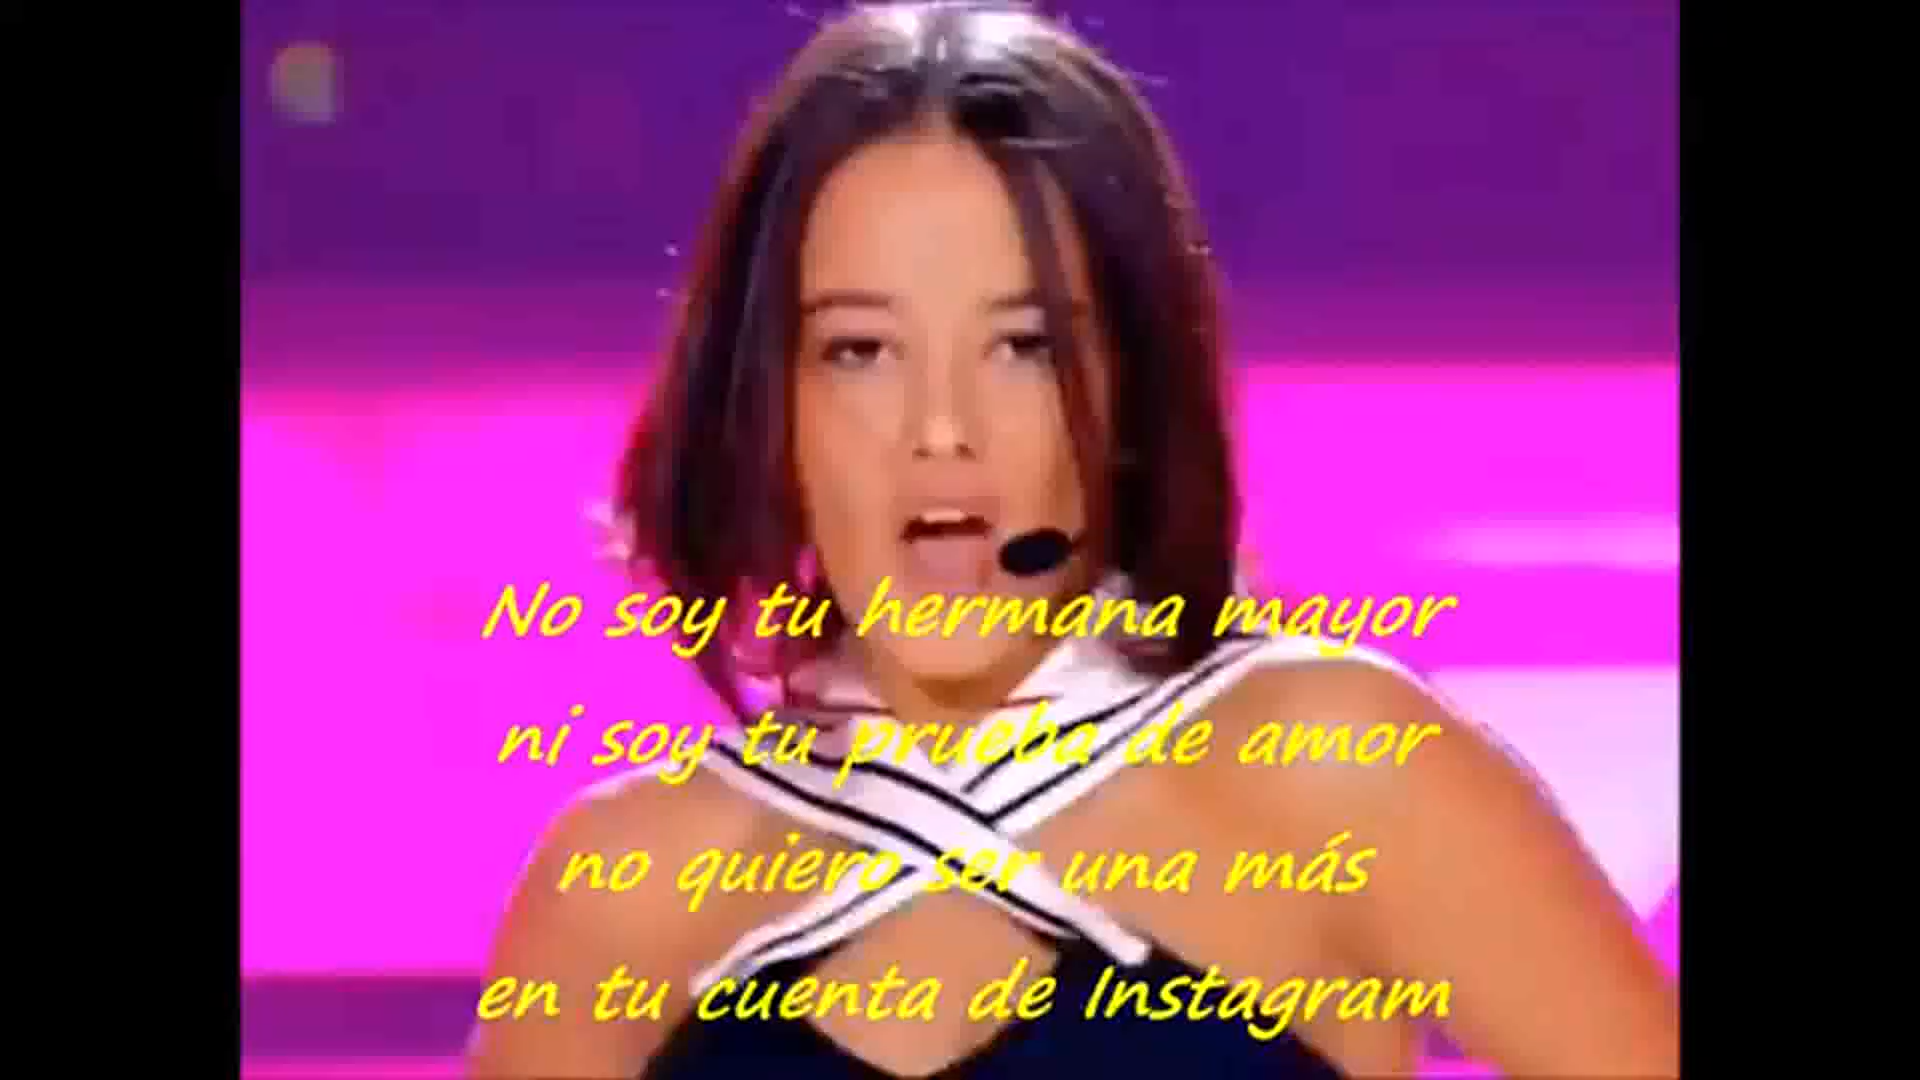 No soy tu hermana mayor
ni soy tu prueba de amor
no quiero ser una más
en tu cuenta de Instagram